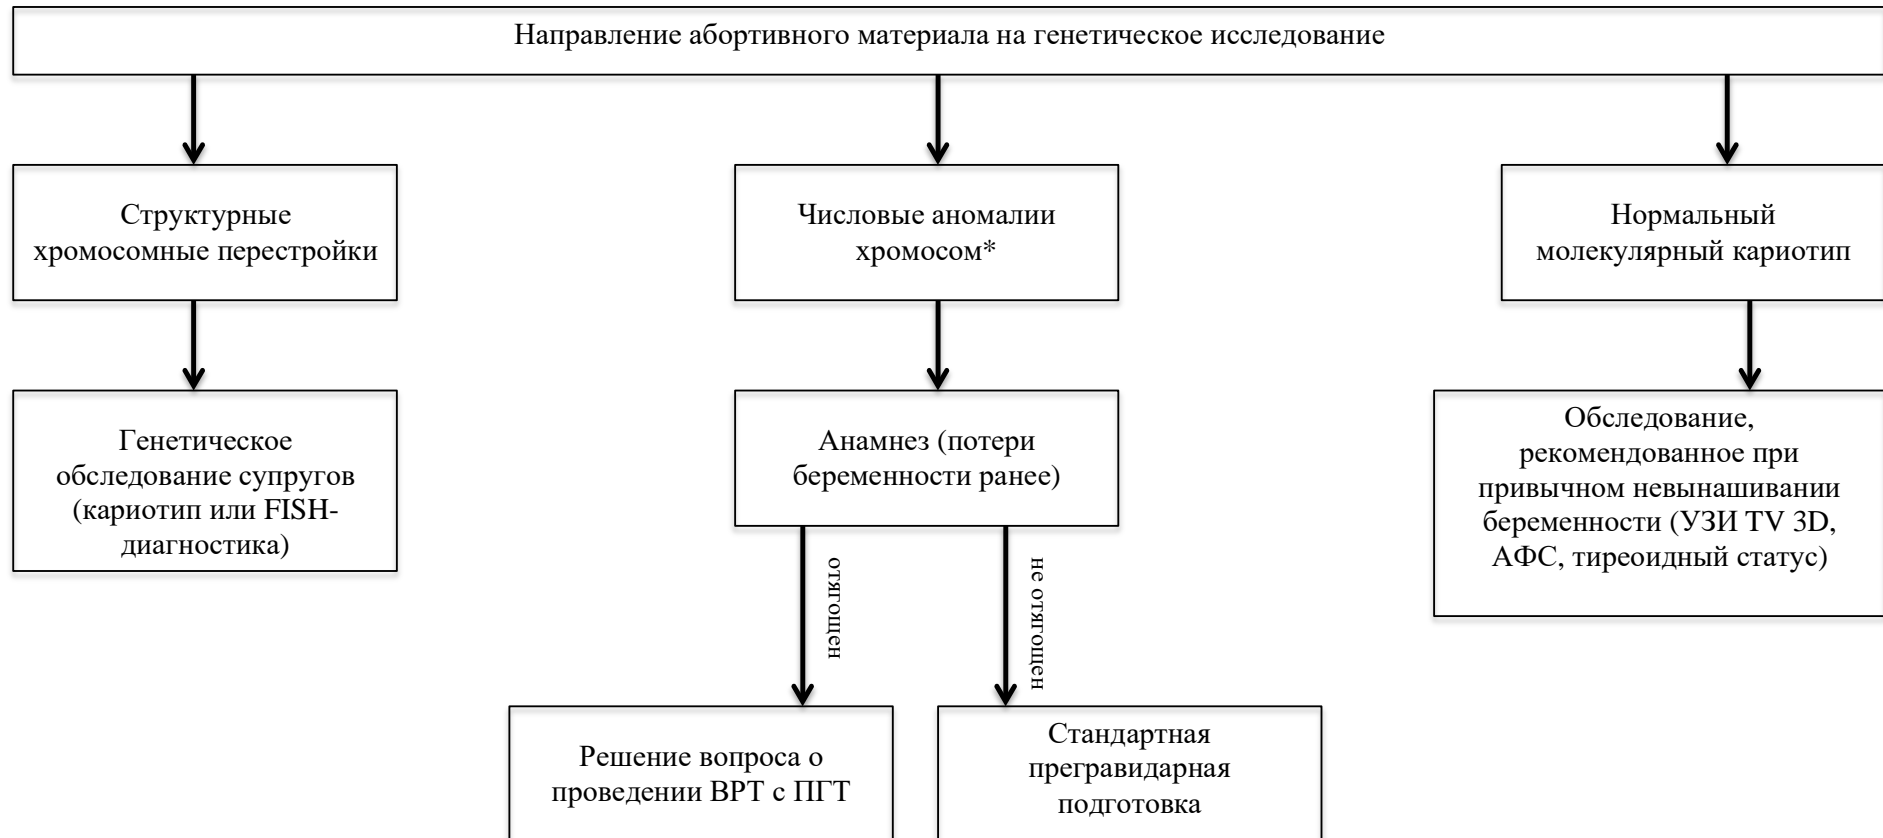 Направление абортивного материала на генетическое исследование
Структурные
хромосомные перестройки
Числовые аномалии
хромосом*
Нормальный
молекулярный кариотип
Генетическое
обследование супругов
(кариотип или FISH-
диагностика)
Анамнез (потери
беременности ранее)
Обследование,
рекомендованное при
привычном невынашивании
беременности (УЗИ TV 3D,
АФС, тиреоидный статус)
отягощен
не отягощен
Решение вопроса о
проведении ВРТ с ПГТ
Стандартная
прегравидарная
подготовка